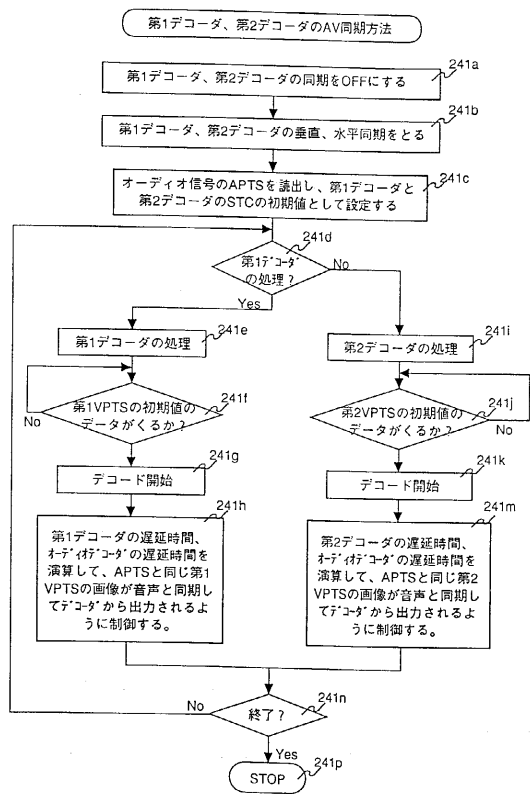 第1デコーダ、第2デコーダのAV同期方法
241a
第1デコーダ、第2デコーダの同期をOFFにする
241b
第1デコーダ、第2デコーダの垂直、水平同期をとる
241c
オーディオ信号のAPTSを読出し、第1デコーダと
第2デコーダのSTCの初期値として設定する
241d
第1デコーダ
の処理?
No
Yes
241e
第1デコーダの処理
241i
第2デコーダの処理
241f
第1VPTSの初期値の
データがくるか?
No
241j
第2VPTSの初期値の
データがくるか?
No
241g
デコード開始
241k
デコード開始
241h
第1デコーダの遅延時間、
オーディオデコーダの遅延時間を
演算して、APTSと同じ第1
VPTSの画像が音声と同期し
てデコーダから出力されるよ
うに制御する。
241m
第2デコーダの遅延時間、
オーディオデコーダの遅延時間を
演算して、APTSと同じ第2
VPTSの画像が音声と同期し
てデコーダから出力されるよ
うに制御する。
No
241n
終了?
Yes
241p
STOP